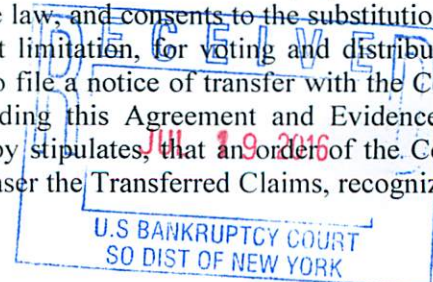 e law, and consents to the substitutio
t limitation, for voting and distribu
o file a notice of transfer with the C
ding this Agreement and Evidence
by stipulates, that an order of the Co
ser the Transferred Claims, recogniz
RECEIVED
JUL 19 2016
U.S BANKRUPTCY COURT
SO DIST OF NEW YORK